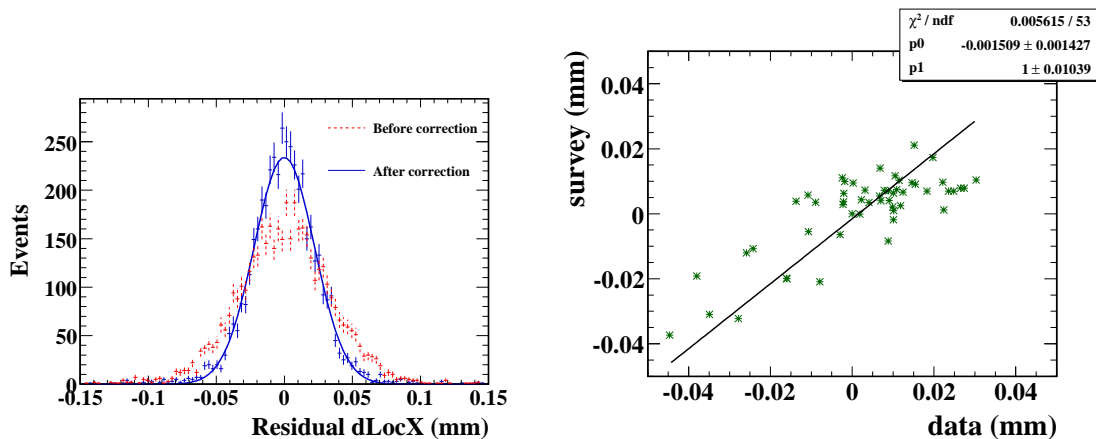 Events
250
200
150
100
50
0
-0.15 -0.1 -0.05 0 0.05 0.1 0.15
Residual dLocX (mm)
Before correction
After correction
χ² / ndf 0.005615 / 53
p0 -0.001509 ± 0.001427
p1 1 ± 0.01039
survey (mm)
0.04
0.02
0
-0.02
-0.04
-0.04 -0.02 0 0.02 0.04
data (mm)